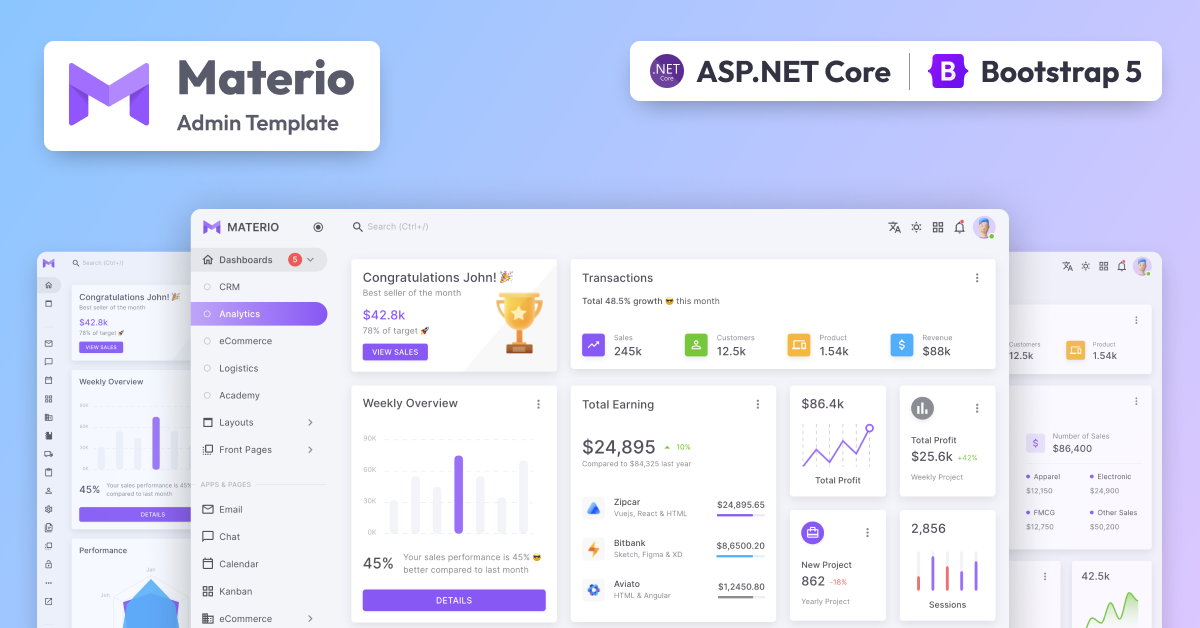 Materio
Admin Template
.NET
Core
ASP.NET Core
B
Bootstrap 5
MATERIO
Search (Ctrl+/)
Dashboards
5
CRM
Analytics
eCommerce
Logistics
Academy
Layouts
Front Pages
APPS & PAGES
Email
Chat
Calendar
Kanban
eCommerce
Congratulations John! 🎉
Best seller of the month
$42.8k
78% of target 🚀
VIEW SALES
Transactions
Total 48.5% growth 😎 this month
Sales
245k
Customers
12.5k
Product
1.54k
$
Revenue
$88k
Weekly Overview
90K
60K
30K
0K
45%
Your sales performance is 45% 😎
better compared to last month
DETAILS
Total Earning
$24,895
10%
Compared to $84,325 last year
Zipcar
Vuejs, React & HTML
$24,895.65
Bitbank
Sketch, Figma & XD
$8,6500.20
Aviato
HTML & Angular
$1,2450.80
$86.4k
Total Profit
Total Profit
$25.6k +42%
Weekly Project
New Project
862 -18%
Yearly Project
2,856
Sessions
Search (Ctrl+/)
Congratulations John! 🎉
Best seller of the month
$42.8k
78% of target 🚀
VIEW SALES
Weekly Overview
45%
Your sales performance is 45%
compared to last month
DETAILS
Performance
Jan
Jun
Customers
12.5k
Product
1.54k
$
Number of Sales
$86,400
Apparel
$12,150
Electronic
$24,900
FMCG
$12,750
Other Sales
$50,200
42.5k